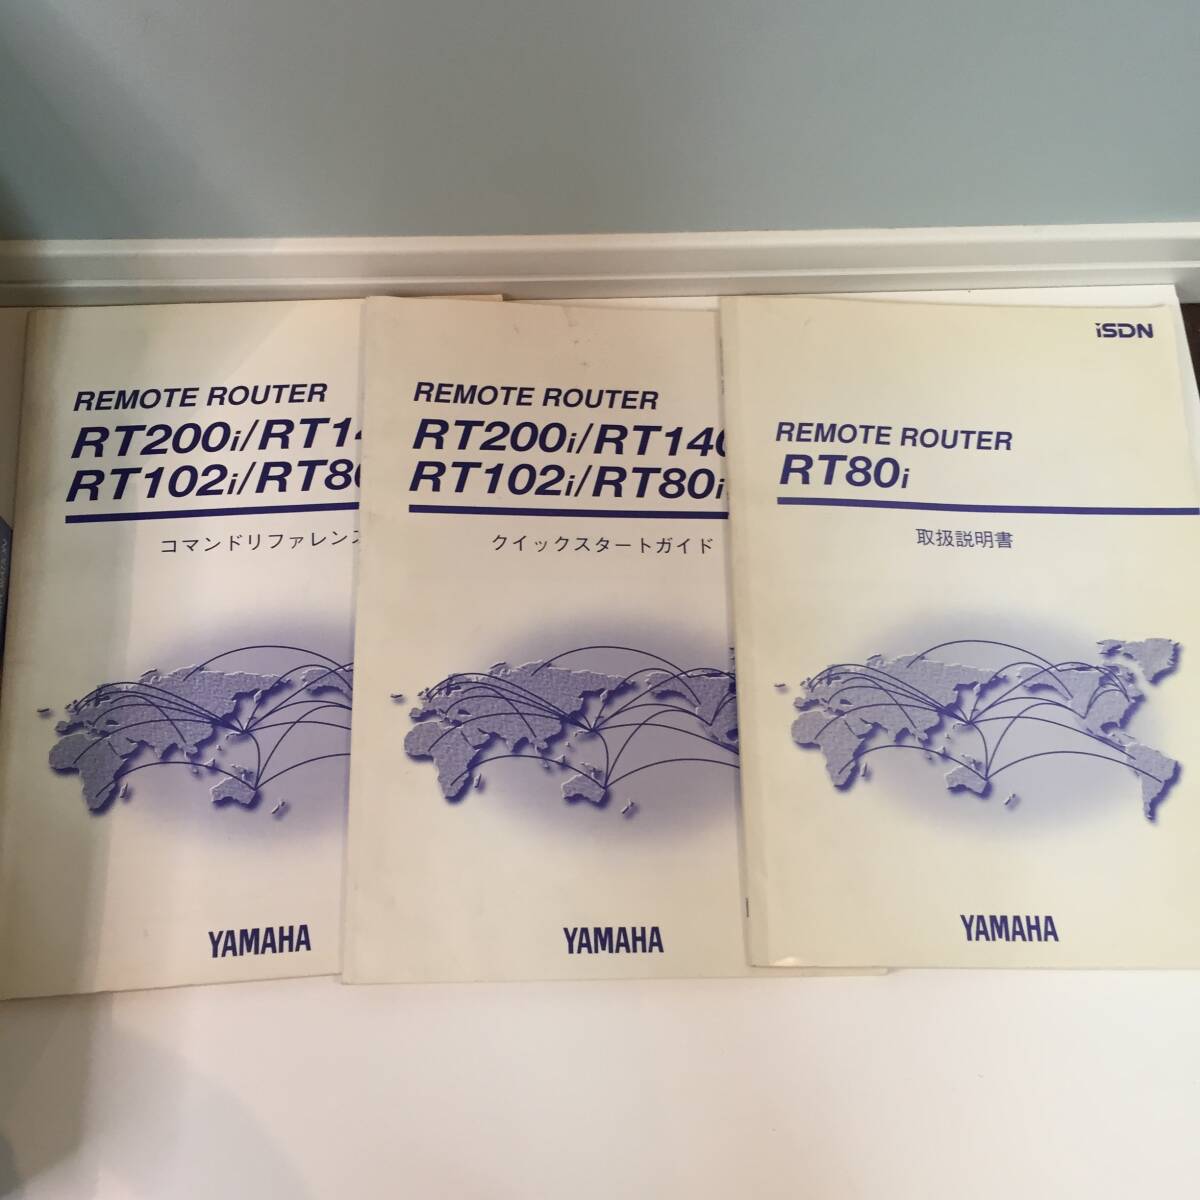 REMOTE ROUTER
RT200i/RT14
RT102i/RT80
コマンドリファレンス
YAMAHA
REMOTE ROUTER
RT200i/RT140
RT102i/RT80i
クイックスタートガイド
YAMAHA
iSDN
REMOTE ROUTER
RT80i
取扱説明書
YAMAHA